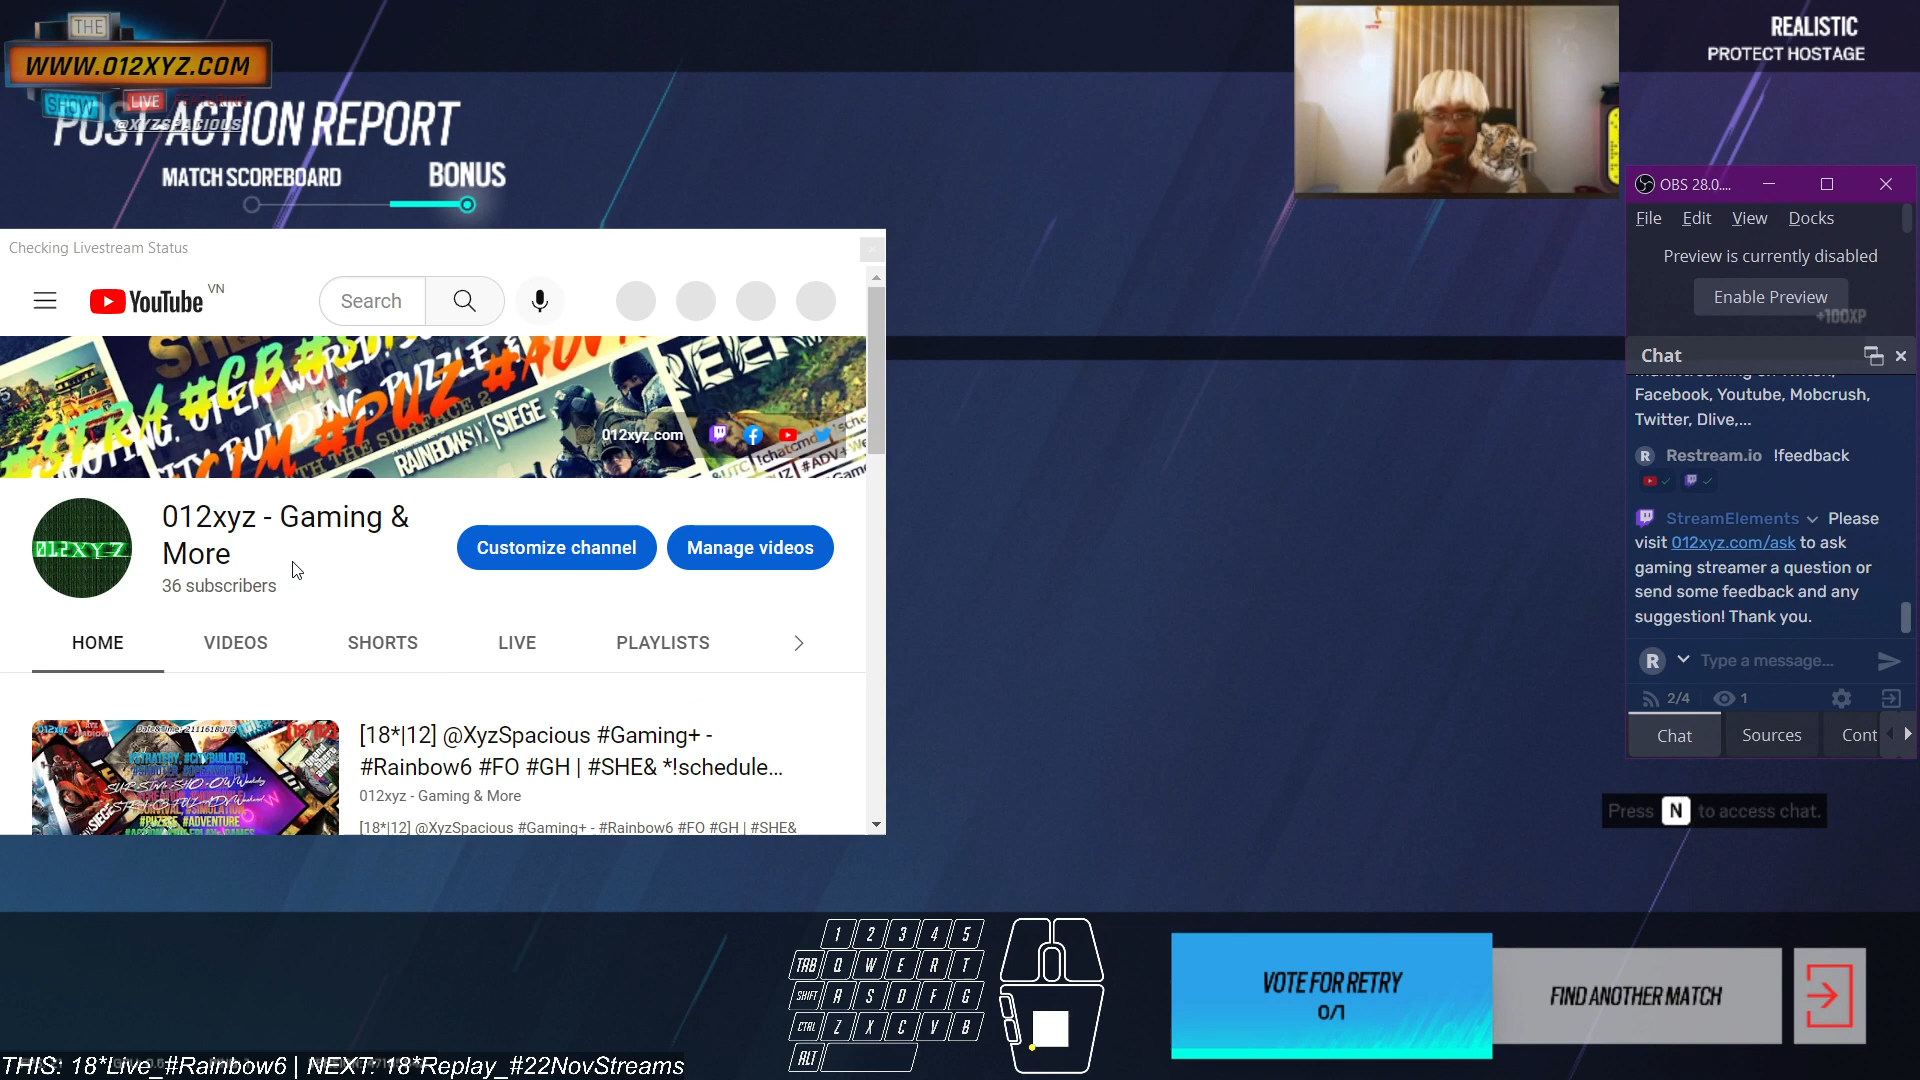 THE
WWW.012XYZ.COM
SHOW
LIVE
FEATURING
@XYZSPACIOUS
POST ACTION REPORT
MATCH SCOREBOARD
BONUS
REALISTIC
PROTECT HOSTAGE
Checking Livestream Status
YouTube VN
Search
RAINBOW SIX | SIEGE
012xyz.com
012xyz - Gaming &
More
36 subscribers
Customize channel
Manage videos
HOME
VIDEOS
SHORTS
LIVE
PLAYLISTS
[18*|12] @XyzSpacious #Gaming+ -
#Rainbow6 #FO #GH | #SHE& *!schedule...
012xyz - Gaming & More
[18*|12] @XyzSpacious #Gaming+ - #Rainbow6 #FO #GH | #SHE&
OBS 28.0....
File Edit View Docks
Preview is currently disabled
Enable Preview
+100XP
Chat
Facebook, Youtube, Mobcrush,
Twitter, Dlive,...
R Restream.io !feedback
StreamElements Please
visit 012xyz.com/ask to ask
gaming streamer a question or
send some feedback and any
suggestion! Thank you.
R Type a message...
2/4 1
Chat Sources Cont
Press N to access chat.
1 2 3 4 5
TAB Q W E R T
SHIFT A S D F G
CTRL Z X C V B
ALT
VOTE FOR RETRY
0/1
FIND ANOTHER MATCH
THIS: 18*Live_#Rainbow6 | NEXT: 18*Replay_#22NovStreams